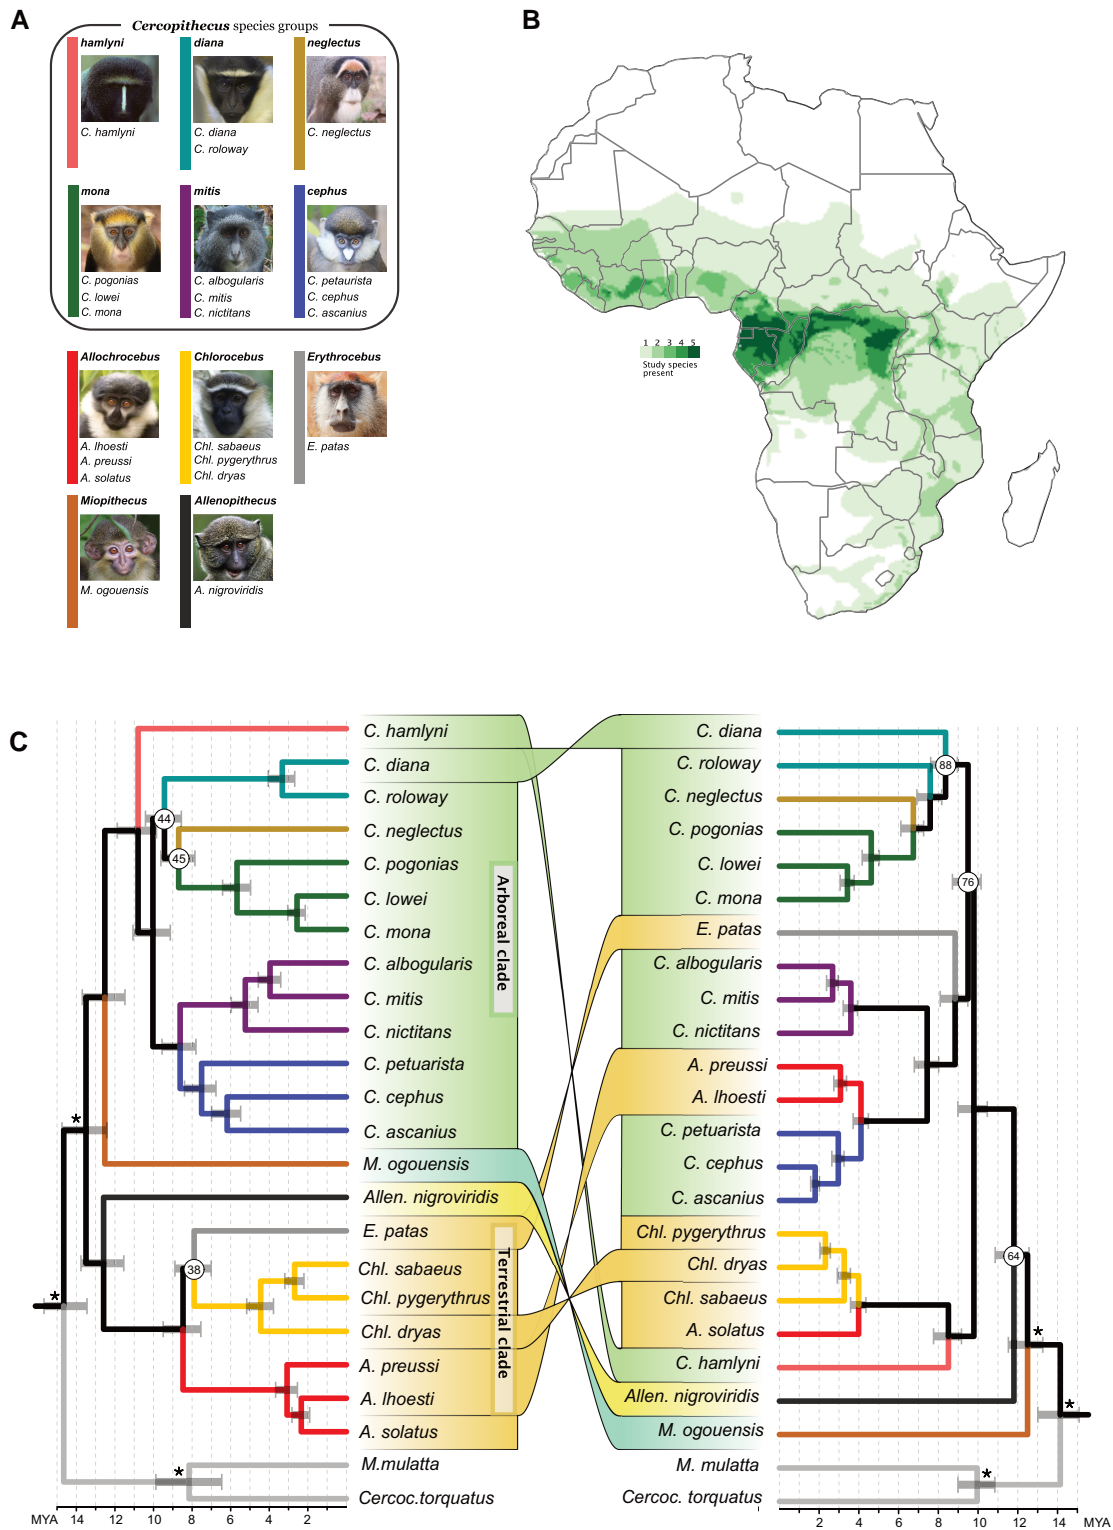 A
Cercopithecus species groups
hamlyni
C. hamlyni
diana
C. diana
C. roloway
neglectus
C. neglectus
mona
C. pogonias
C. lowei
C. mona
mitis
C. albogularis
C. mitis
C. nictitans
cephus
C. petaurista
C. cephus
C. ascanius
Allochrocebus
A. lhoesti
A. preussi
A. solatus
Chlorocebus
Chl. sabaeus
Chl. pygerythrus
Chl. dryas
Erythrocebus
E. patas
Miopithecus
M. ogouensis
Allenopithecus
A. nigroviridis
B
1 2 3 4 5
Study species
present
C
C. hamlyni
C. diana
C. roloway
C. neglectus
C. pogonias
C. lowei
C. mona
C. albogularis
C. mitis
C. nictitans
C. petuarista
C. cephus
C. ascanius
M. ogouensis
Allen. nigroviridis
E. patas
Chl. sabaeus
Chl. pygerythrus
Chl. dryas
A. preussi
A. lhoesti
A. solatus
M.mulatta
Cercoc.torquatus
44
45
38
*
*
*
MYA 14 12 10 8 6 4 2
Arboreal clade
Terrestrial clade
C. diana
C. roloway
C. neglectus
C. pogonias
C. lowei
C. mona
E. patas
C. albogularis
C. mitis
C. nictitans
A. preussi
A. lhoesti
C. petuarista
C. cephus
C. ascanius
Chl. pygerythrus
Chl. dryas
Chl. sabaeus
A. solatus
C. hamlyni
Allen. nigroviridis
M. ogouensis
M. mulatta
Cercoc. torquatus
88
76
64
*
*
*
2 4 6 8 10 12 14 MYA